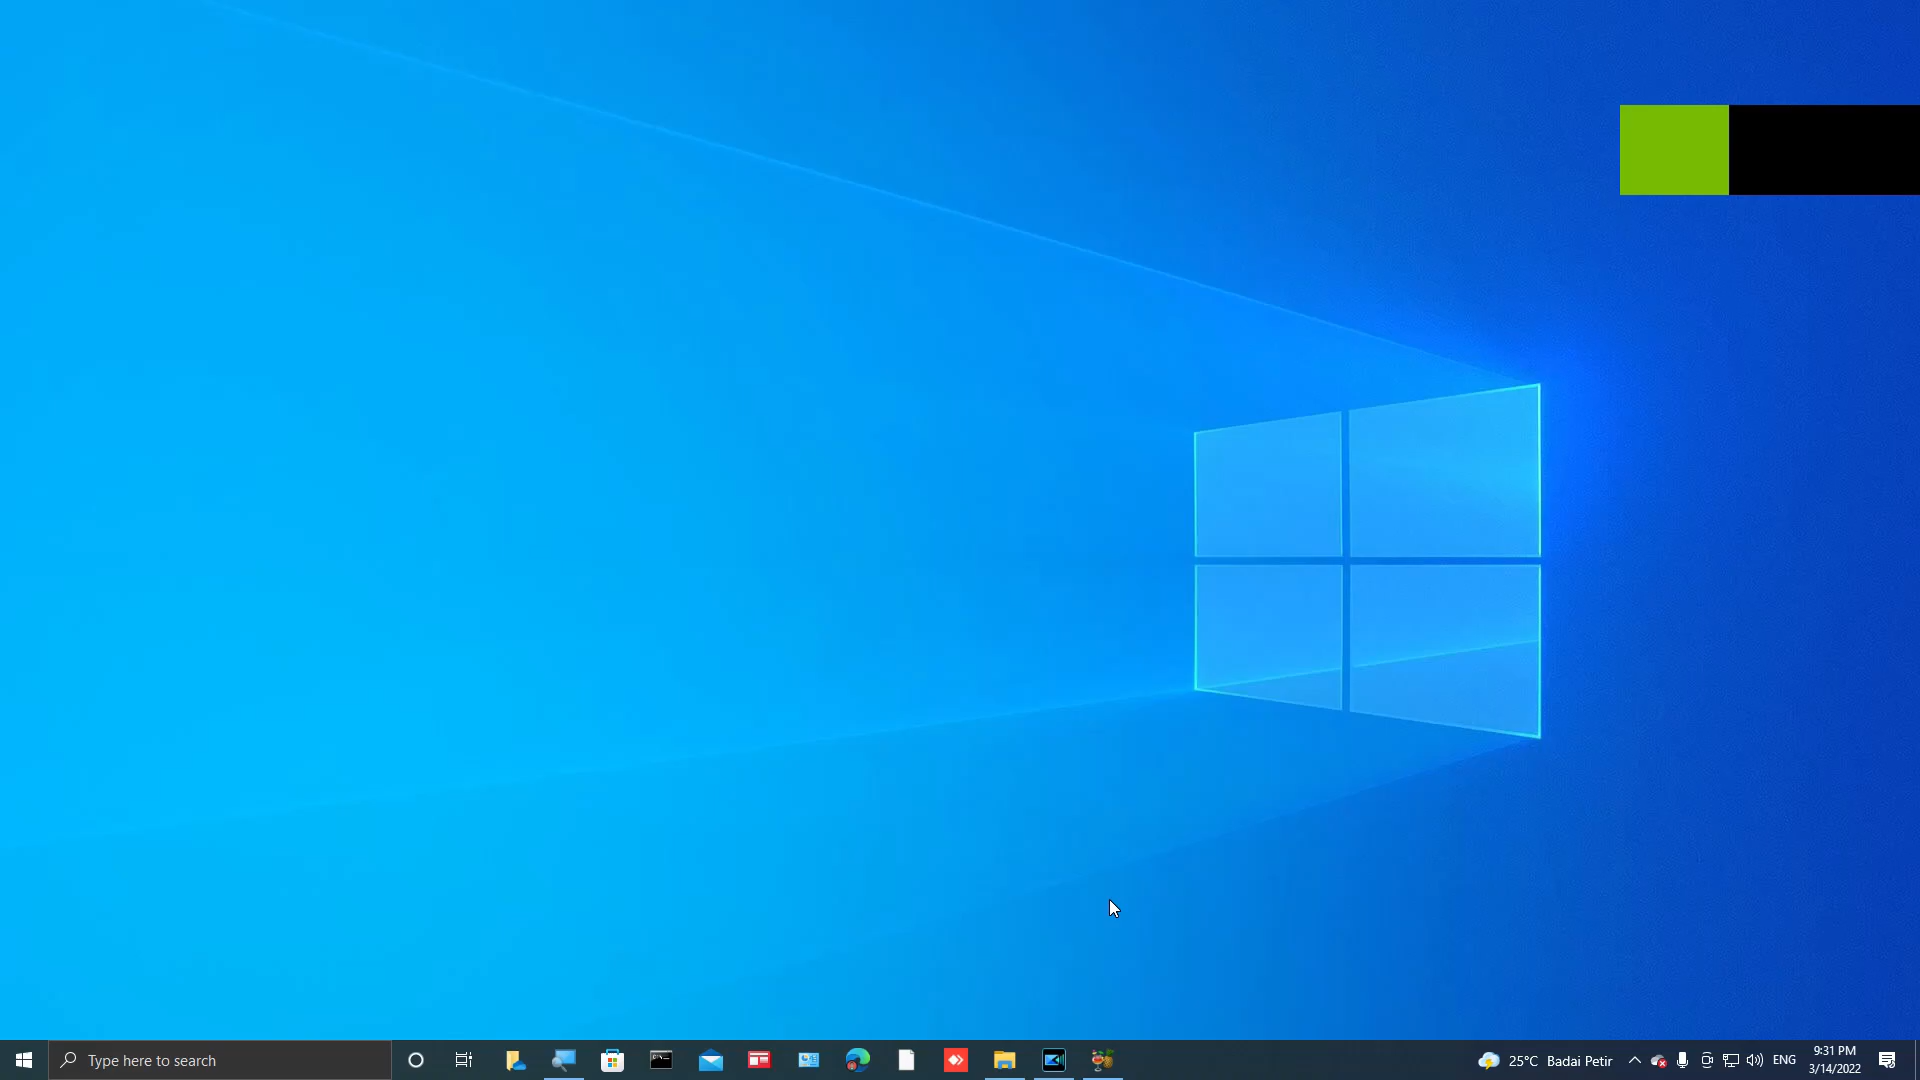 Type here to search
25°C Badai Petir
ENG
9:31 PM
3/14/2022